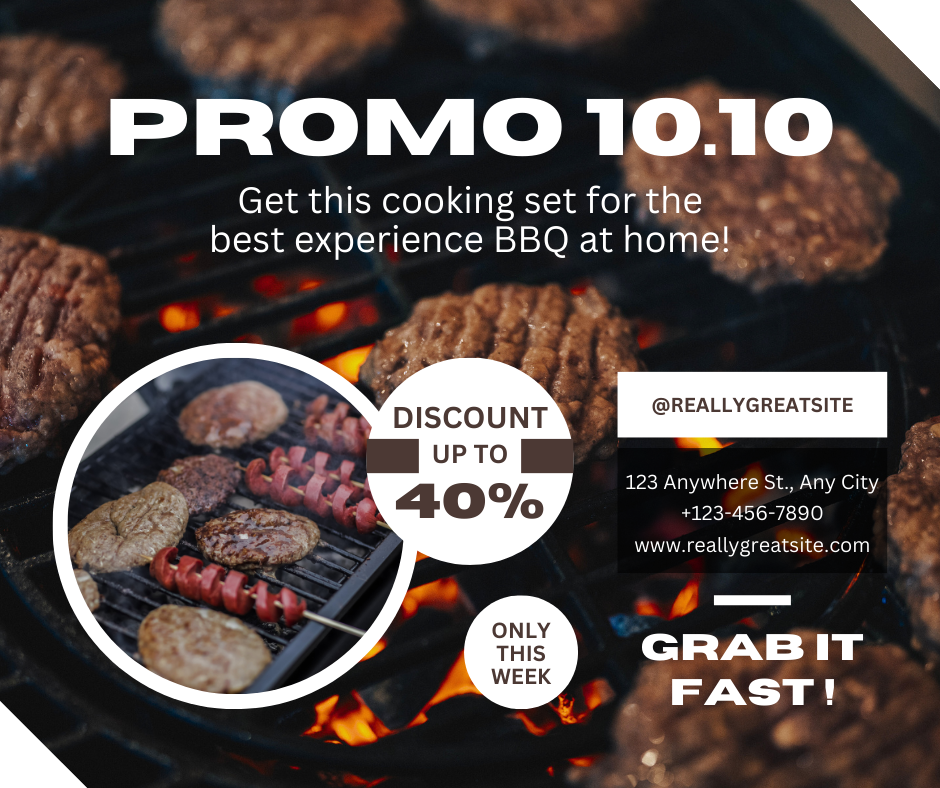 PROMO 10.10
Get this cooking set for the
best experience BBQ at home!
DISCOUNT
UP TO
40%
@REALLYGREATSITE
123 Anywhere St., Any City
+123-456-7890
www.reallygreatsite.com
ONLY
THIS
WEEK
GRAB IT
FAST !